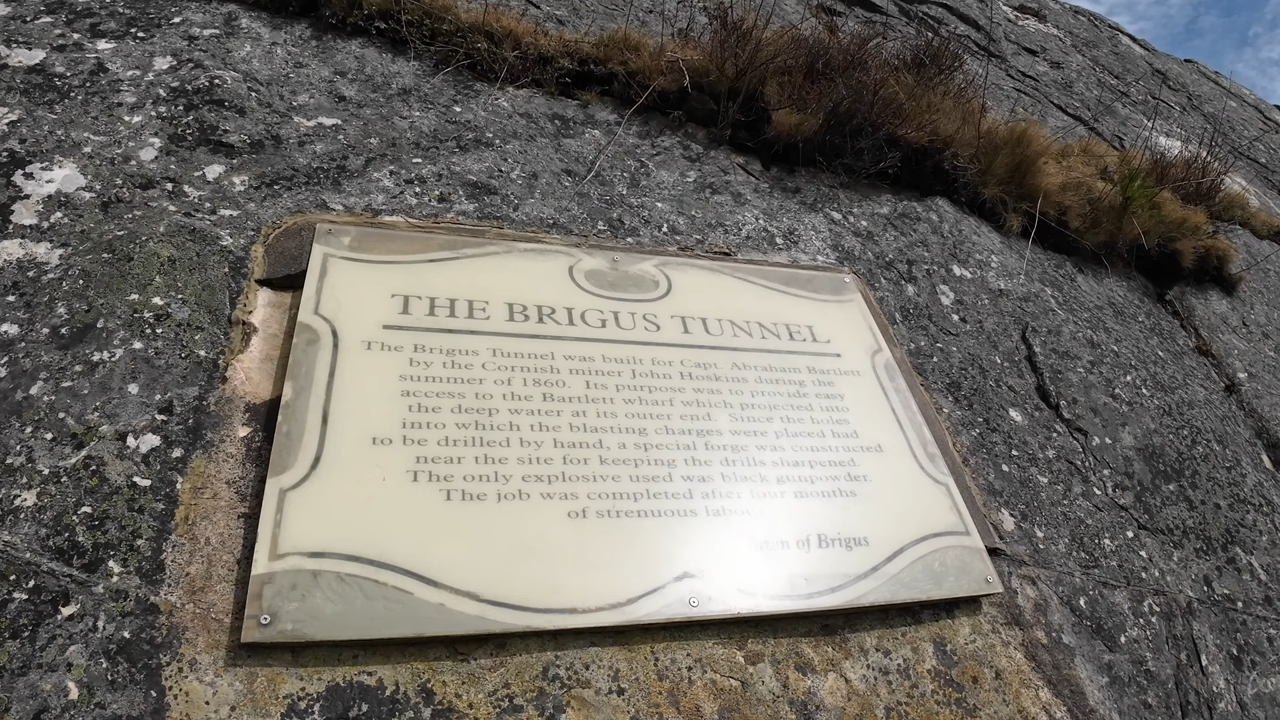 THE BRIGUS TUNNEL
The Brigus Tunnel was built for Capt. Abraham Bartlett
by the Cornish miner John Hoskins during the
summer of 1860. Its purpose was to provide easy
access to the Bartlett wharf which projected into
the deep water at its outer end. Since the holes
into which the blasting charges were placed had
to be drilled by hand, a special forge was constructed
near the site for keeping the drills sharpened.
The only explosive used was black gunpowder.
The job was completed after four months
of strenuous
of Brigus